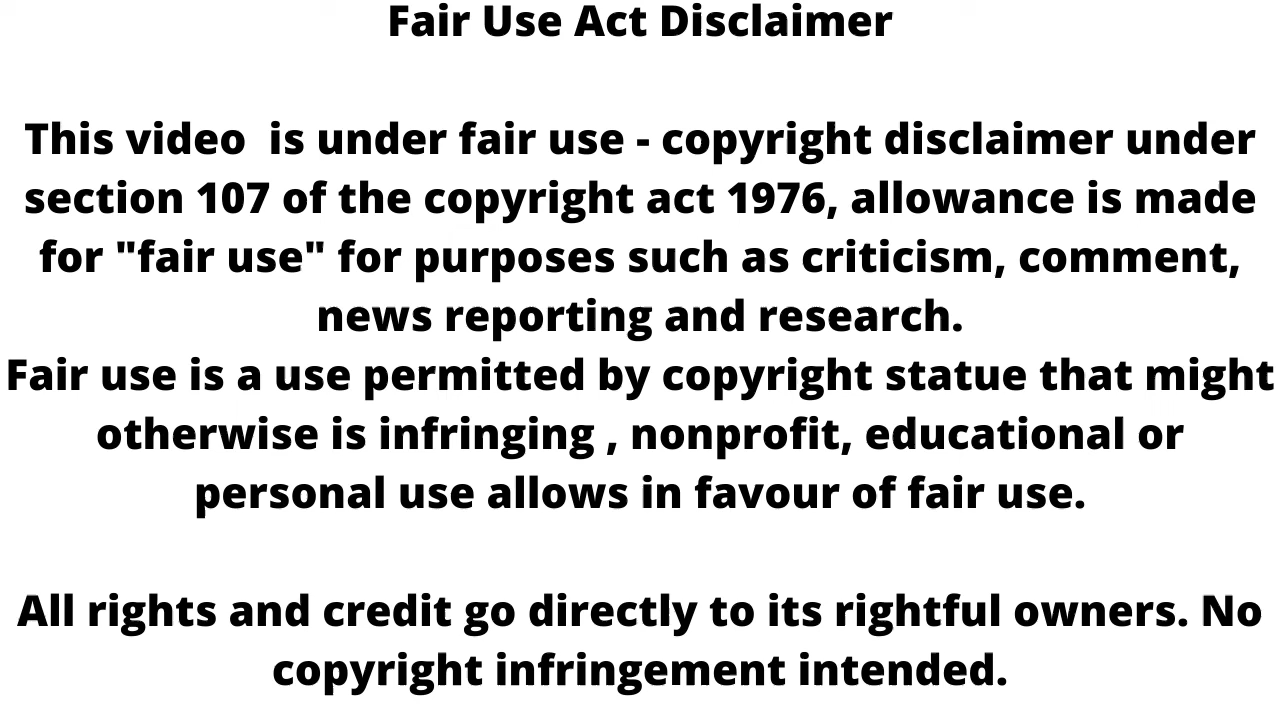 Fair Use Act Disclaimer
This video  is under fair use - copyright disclaimer under
section 107 of the copyright act 1976, allowance is made
for "fair use" for purposes such as criticism, comment,
news reporting and research.
Fair use is a use permitted by copyright statue that might
otherwise is infringing , nonprofit, educational or
personal use allows in favour of fair use.
All rights and credit go directly to its rightful owners. No
copyright infringement intended.